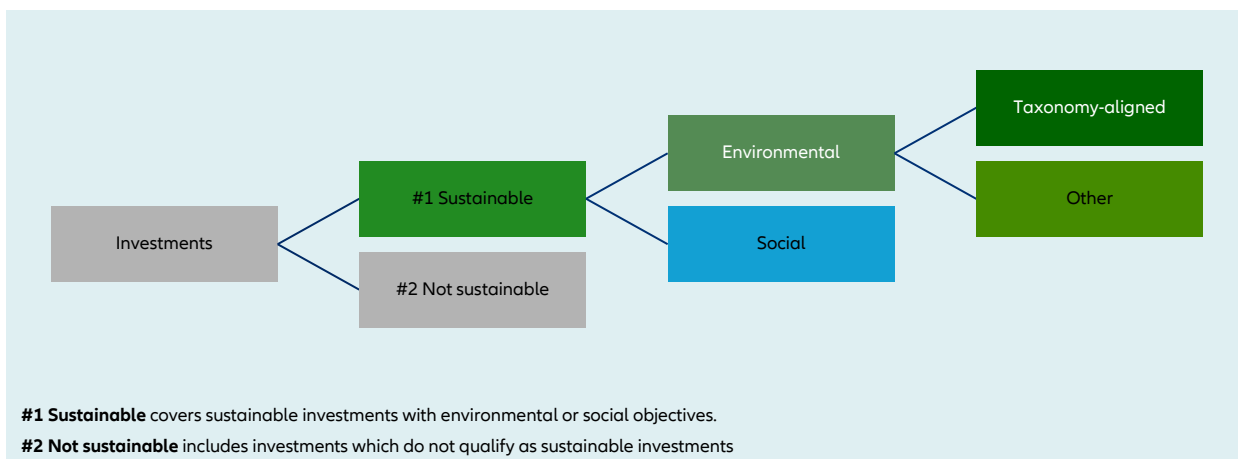 Taxonomy-aligned
Environmental
#1 Sustainable
Other
Investments
Social
#2 Not sustainable
#1 Sustainable covers sustainable investments with environmental or social objectives.
#2 Not sustainable includes investments which do not qualify as sustainable investments